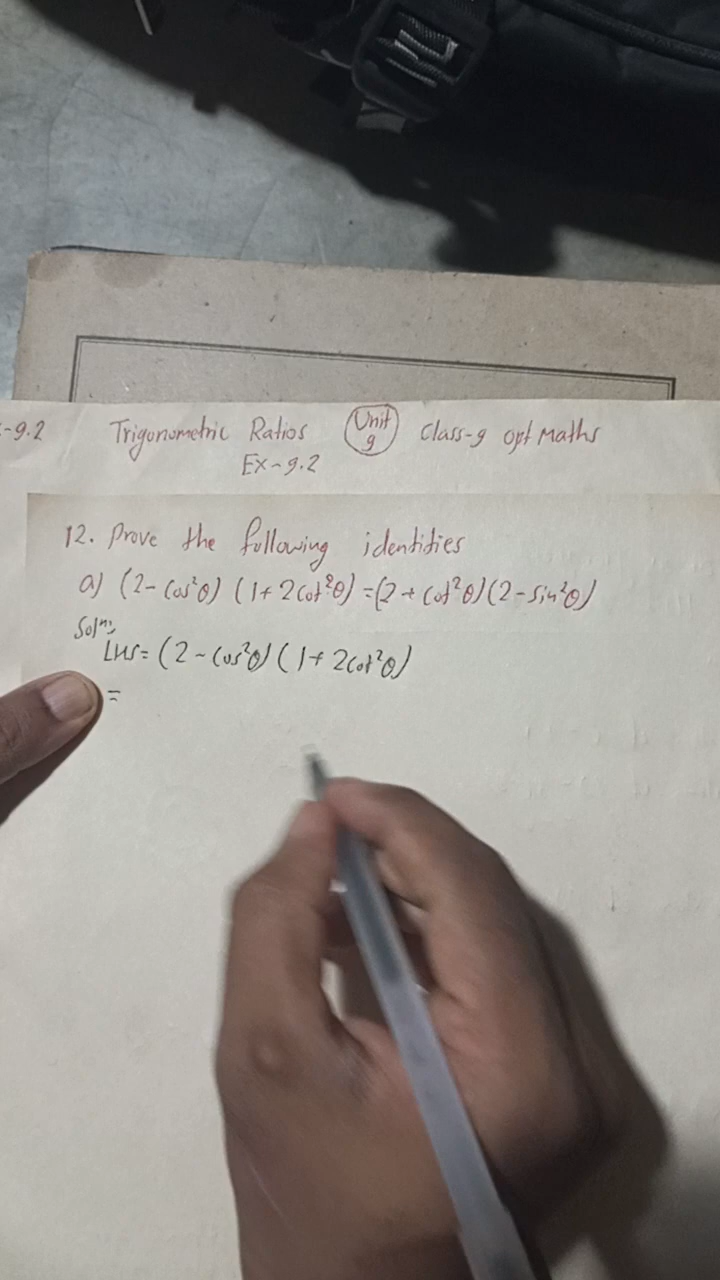 -9.2 Trigonometric Ratios Unit 9 Class-9 opt Maths
Ex-9.2
12. Prove the following identities
a) (2-Cos²θ) (1+2Cot²θ) =(2+Cot²θ)(2-Sin²θ)
Solⁿ:
LHS= (2-Cos²θ) (1+2Cot²θ)
=